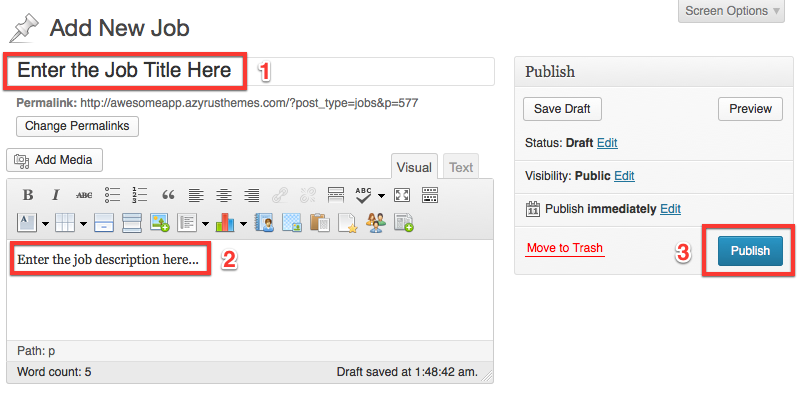 Screen Options
Add New Job
Enter the Job Title Here 1
Permalink: http://awesomeapp.azyrusthemes.com/?post_type=jobs&p=577
Change Permalinks
Add Media
Visual Text
B I ABC ABC
Enter the job description here... 2
Path: p
Word count: 5 Draft saved at 1:48:42 am.
Publish
Save Draft Preview
Status: Draft Edit
Visibility: Public Edit
11 Publish immediately Edit
Move to Trash 3 Publish